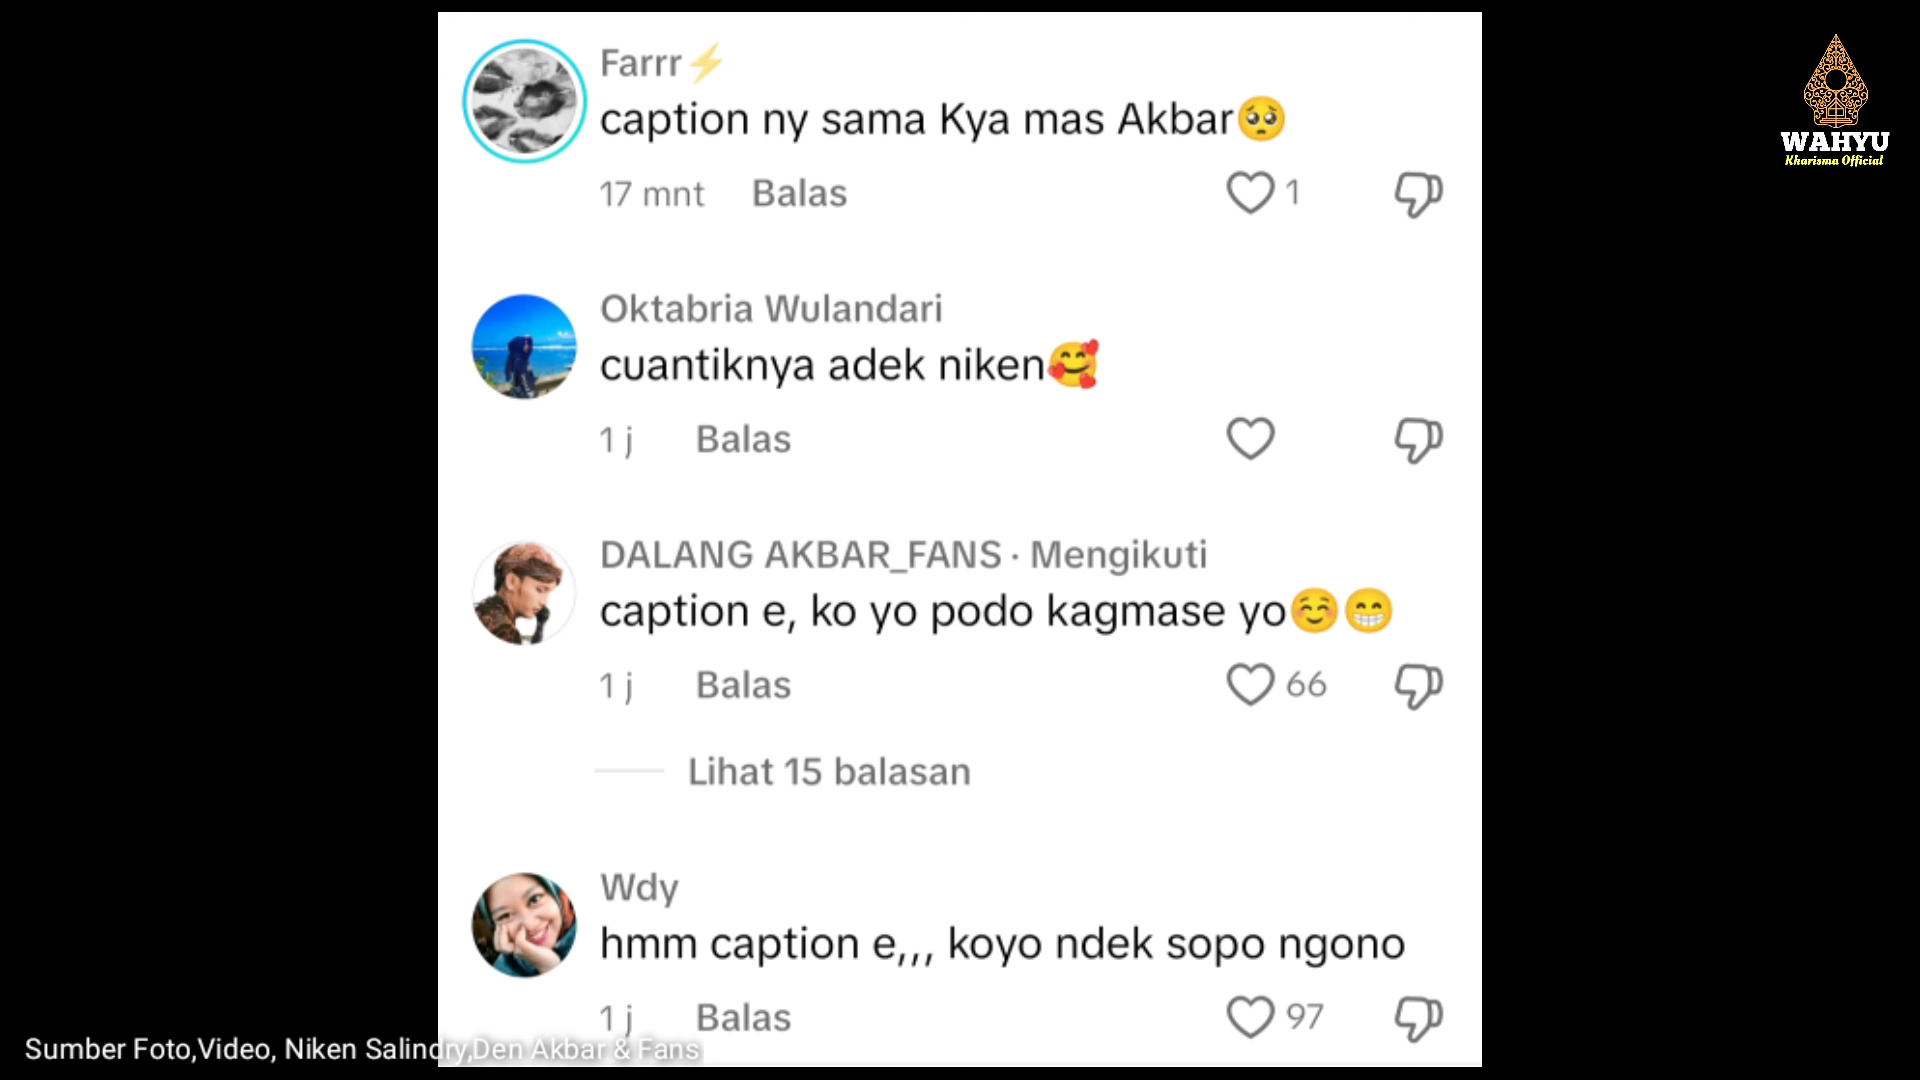 Farrr⚡
caption ny sama Kya mas Akbar🥺
17 mnt Balas 1
Oktabria Wulandari
cuantiknya adek niken🥰
1 j Balas
DALANG AKBAR_FANS · Mengikuti
caption e, ko yo podo kagmase yo☺️😁
1 j Balas 66
Lihat 15 balasan
Wdy
hmm caption e,,, koyo ndek sopo ngono
1 j Balas 97
Sumber Foto,Video, Niken Salindry,Den Akbar & Fans
WAHYU
Kharisma Official